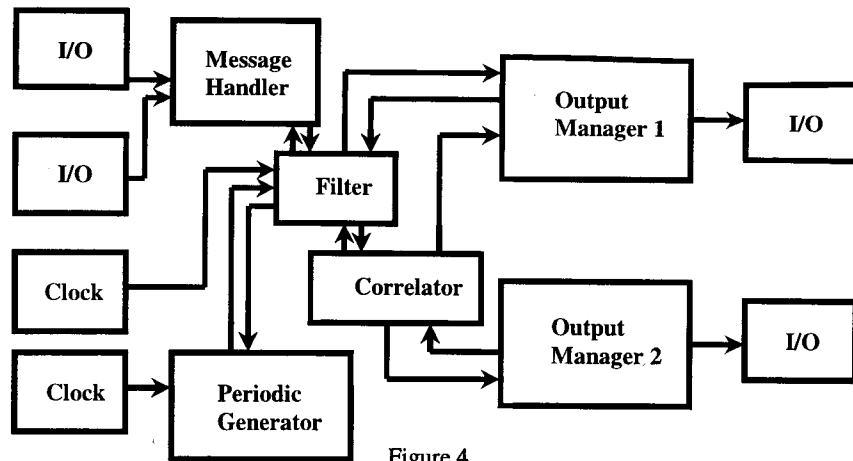 I/O
Message
Handler
I/O
Output
Manager 1
I/O
Filter
Clock
Correlator
Output
Manager 2
I/O
Clock
Periodic
Generator
Figure 4